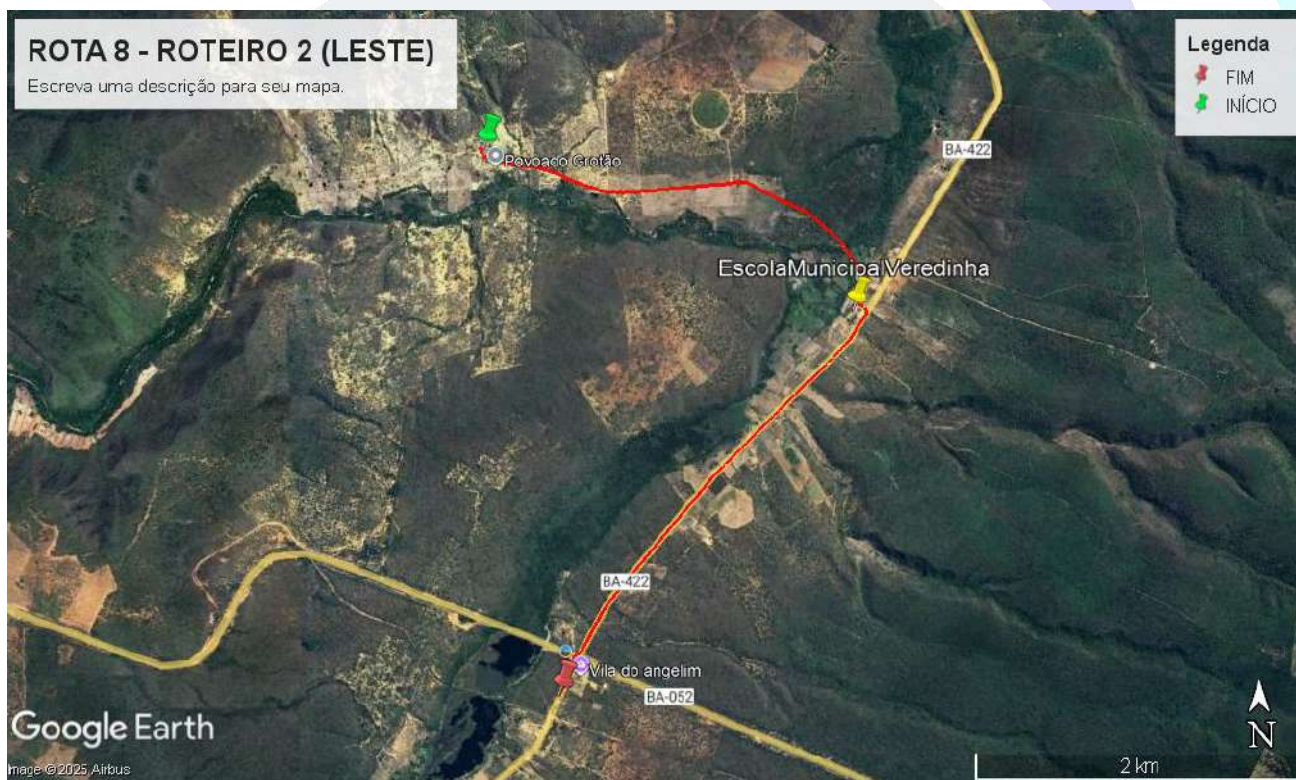 ROTA 8 - ROTEIRO 2 (LESTE)
Escreva uma descrição para seu mapa.
Legenda
FIM
INÍCIO
BA-422
Povoado Grotão
EscolaMunicipalVeredinha
BA-422
Vila do angelim
BA-052
Google Earth
N
Image ©2025 Airbus
2 km